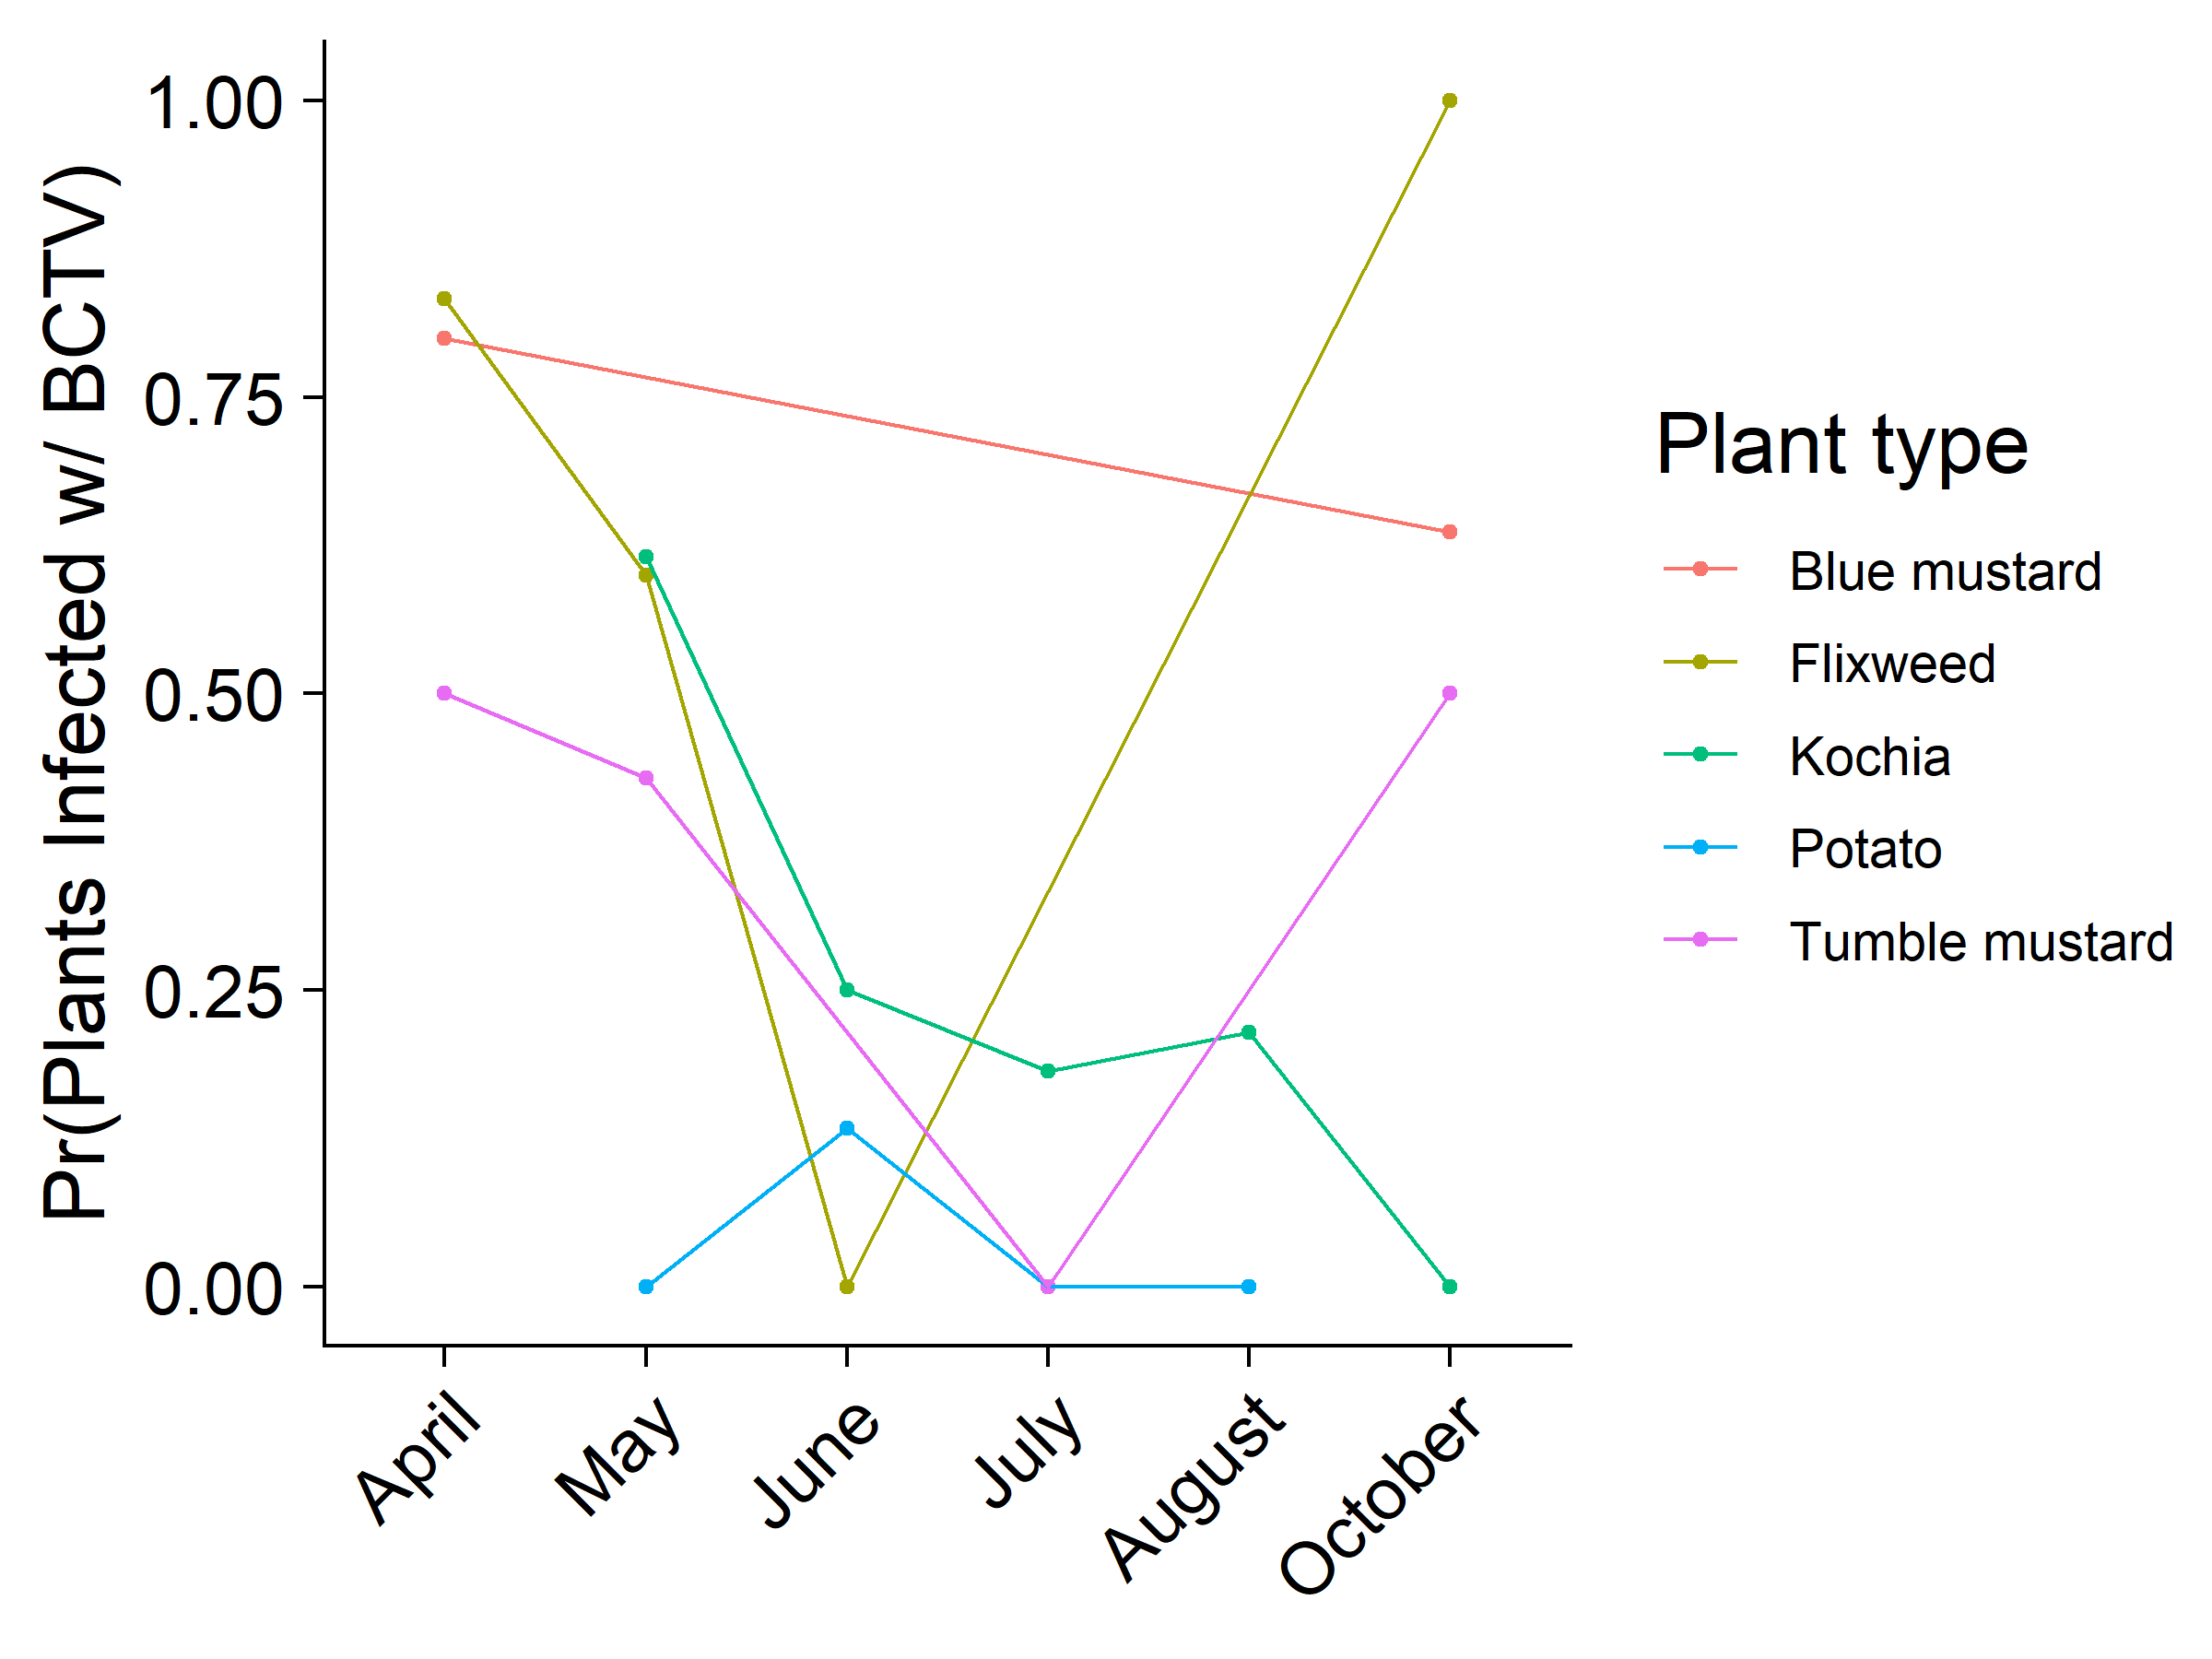 Pr(Plants Infected w/ BCTV)
1.00
0.75
0.50
0.25
0.00
April
May
June
July
August
October
Plant type
Blue mustard
Flixweed
Kochia
Potato
Tumble mustard